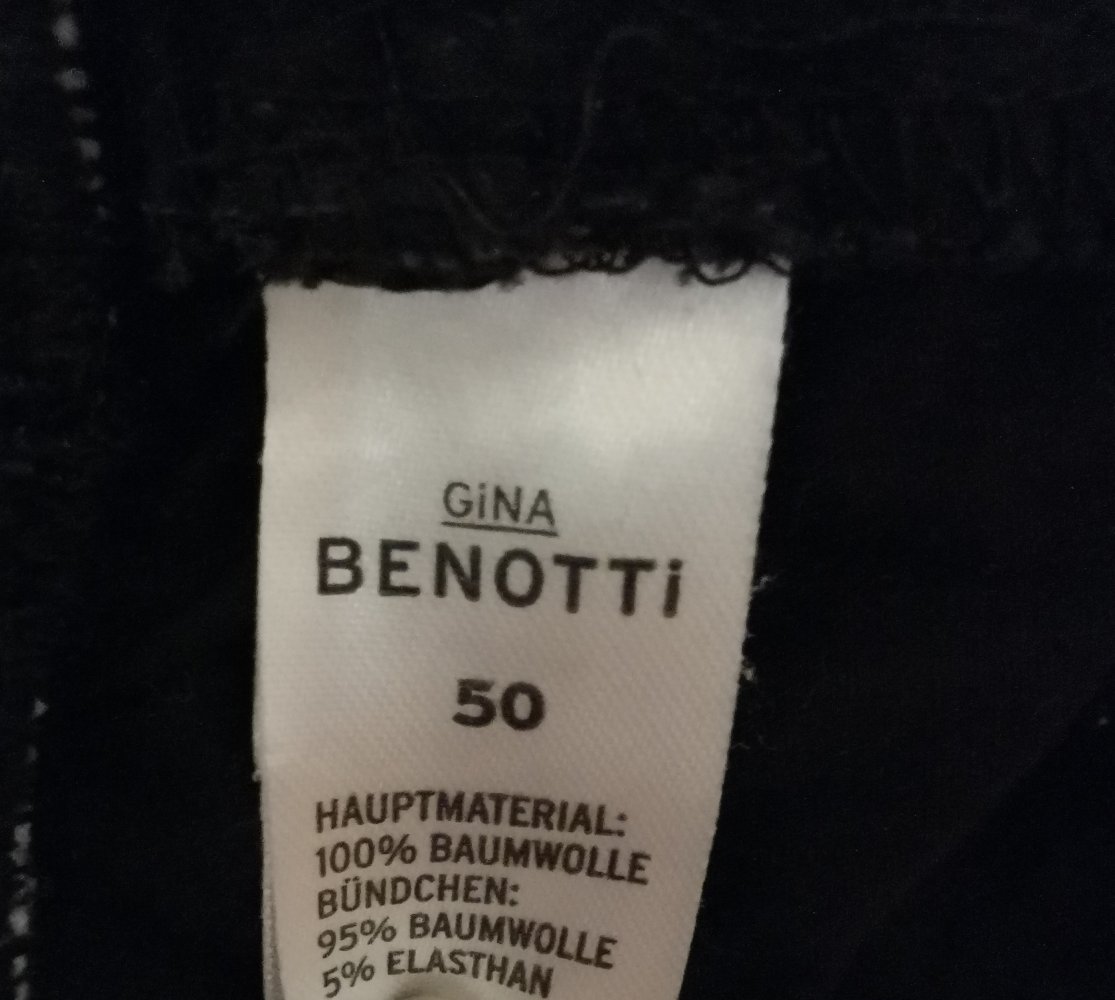 GiNA
BENOTTi
50
HAUPTMATERIAL:
100% BAUMWOLLE
BÜNDCHEN:
95% BAUMWOLLE
5% ELASTHAN